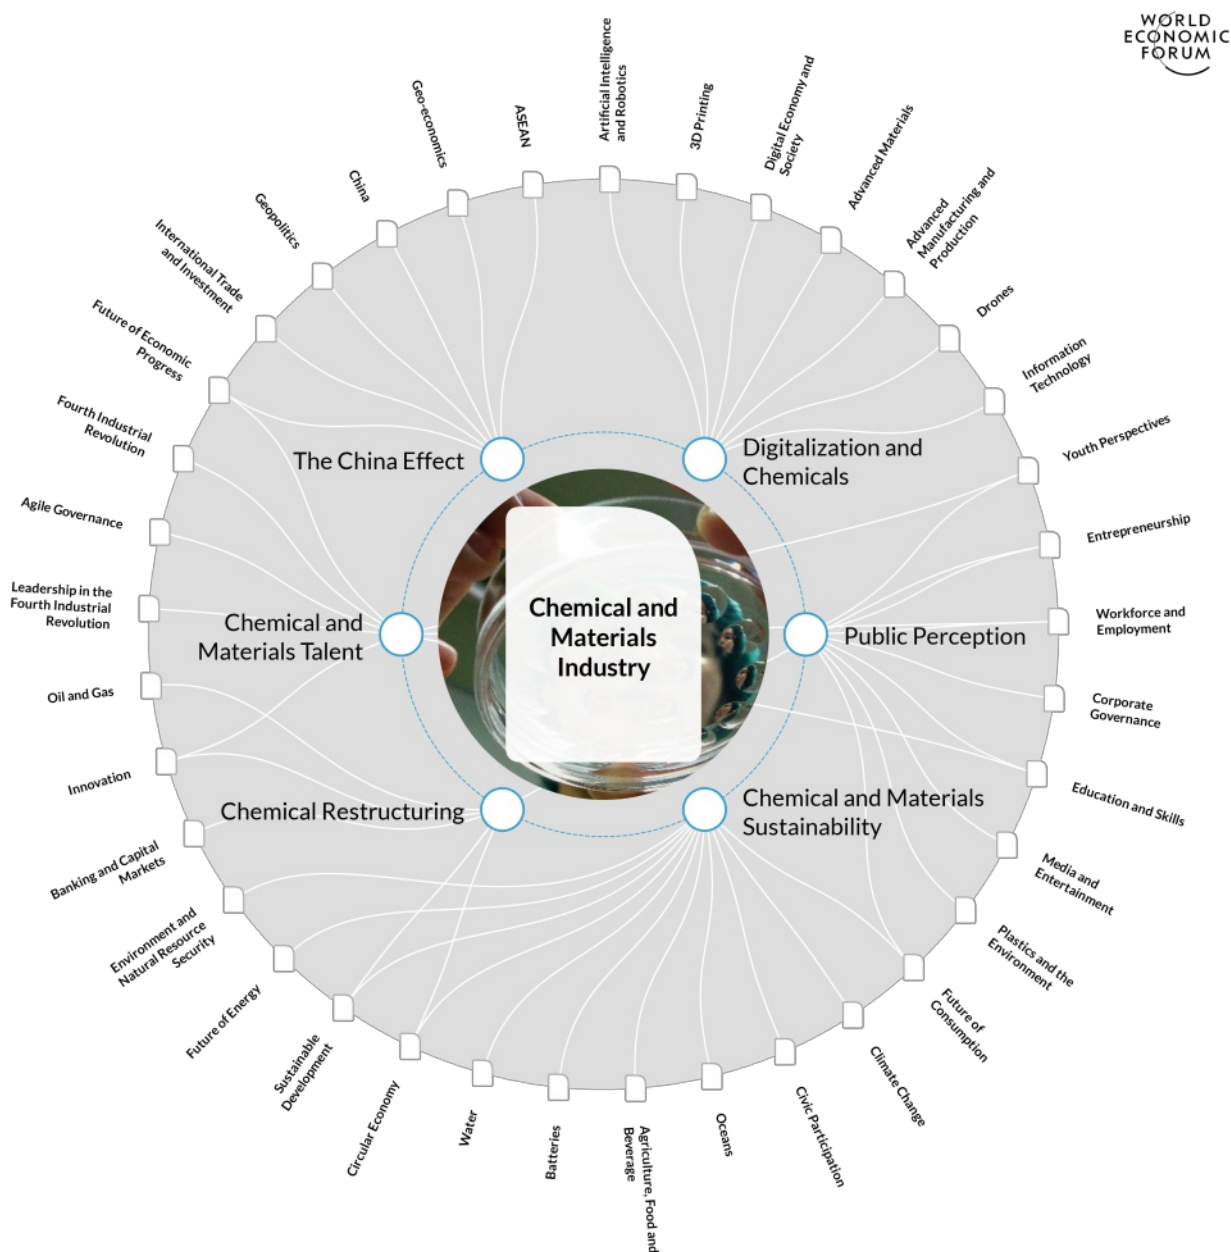 WORLD
ECONOMIC
FORUM
Artificial Intelligence
and Robotics
3D Printing
Digital Economy and
Society
Advanced Materials
Advanced
Manufacturing and
Production
Drones
Information
Technology
Youth Perspectives
Entrepreneurship
Workforce and
Employment
Corporate
Governance
Education and Skills
Media and
Entertainment
Plastics and the
Environment
Future of
Consumption
Climate Change
Civic Participation
Oceans
Agriculture, Food and
Beverage
Batteries
Water
Circular Economy
Sustainable
Development
Future of Energy
Environment and
Natural Resource
Security
Banking and Capital
Markets
Innovation
Oil and Gas
Leadership in the
Fourth Industrial
Revolution
Agile Governance
Fourth Industrial
Revolution
Future of Economic
Progress
International Trade
and Investment
Geopolitics
China
Geo-economics
ASEAN
The China Effect
Digitalization and
Chemicals
Chemical and
Materials Talent
Chemical and
Materials
Industry
Public Perception
Chemical Restructuring
Chemical and Materials
Sustainability